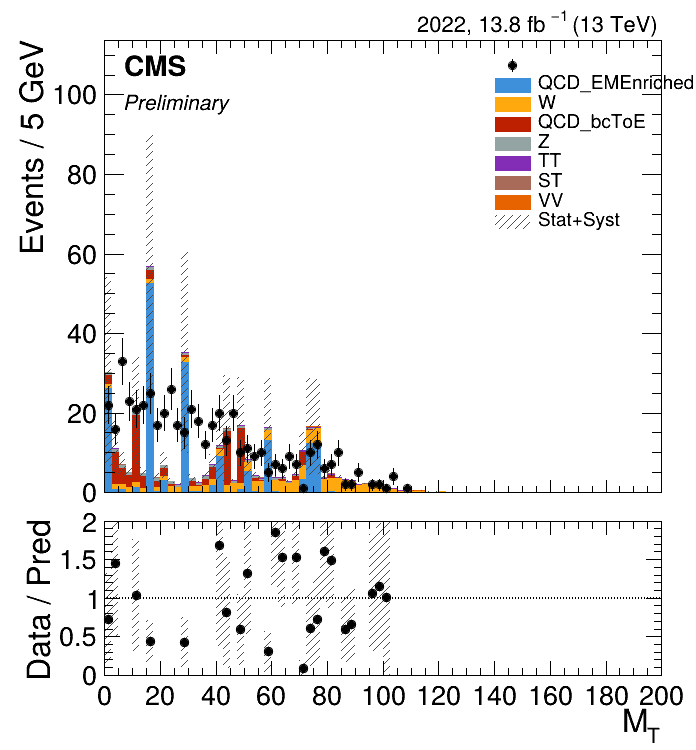 2022, 13.8 fb⁻¹ (13 TeV)
CMS
Preliminary
Events / 5 GeV
100
80
60
40
20
0
QCD_EMEnriched
W
QCD_bcToE
Z
TT
ST
VV
Stat+Syst
Data / Pred
2
1.5
1
0.5
0
0 20 40 60 80 100 120 140 160 180 200
M_T